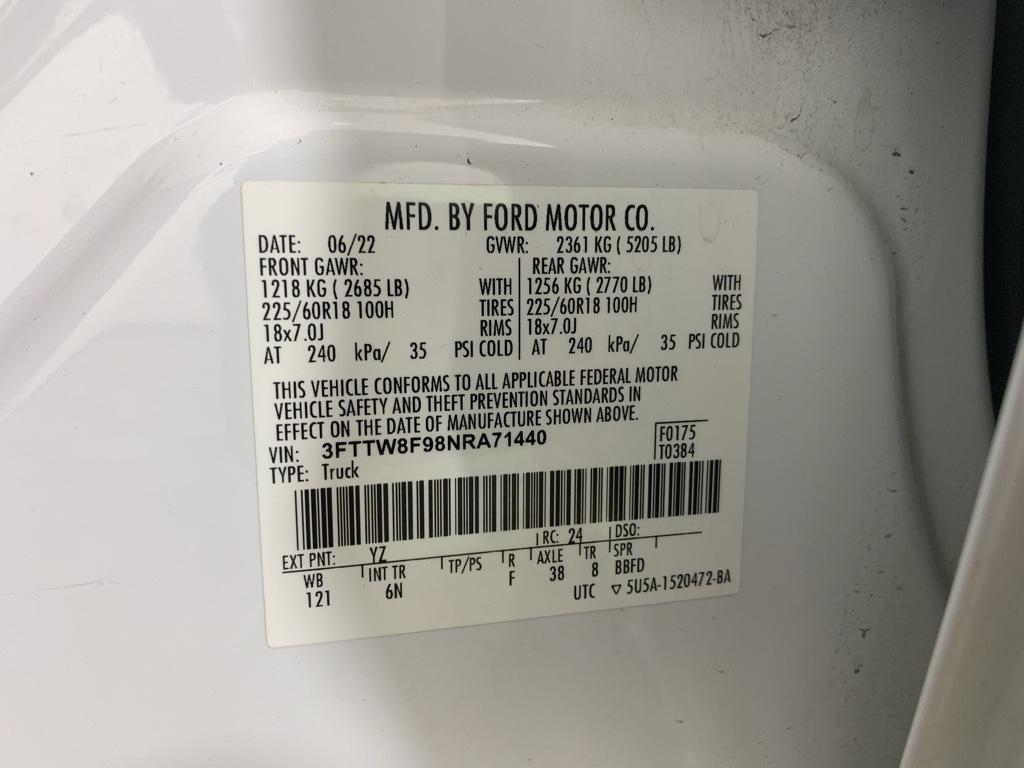 MFD. BY FORD MOTOR CO.
DATE: 06/22 GVWR: 2361 KG ( 5205 LB)
FRONT GAWR: REAR GAWR:
1218 KG ( 2685 LB) WITH 1256 KG ( 2770 LB) WITH
225/60R18 100H TIRES 225/60R18 100H TIRES
18x7.0J RIMS 18x7.0J RIMS
AT 240 kPa/ 35 PSI COLD AT 240 kPa/ 35 PSI COLD
THIS VEHICLE CONFORMS TO ALL APPLICABLE FEDERAL MOTOR
VEHICLE SAFETY AND THEFT PREVENTION STANDARDS IN
EFFECT ON THE DATE OF MANUFACTURE SHOWN ABOVE.
VIN: 3FTTW8F98NRA71440 F0175
TYPE: Truck T0384
EXT PNT: YZ RC: 24 DSO:
WB INT TR TP/PS R AXLE TR SPR
121 6N F 38 8 BBFD
UTC ▽ 5U5A-1520472-BA